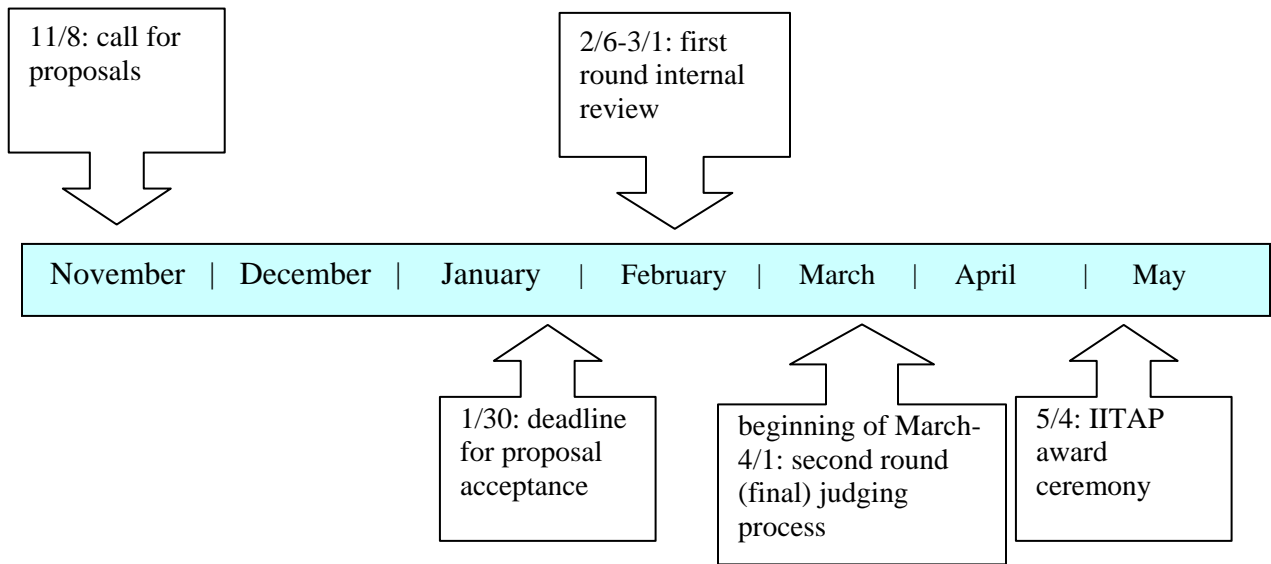 11/8: call for
proposals
2/6-3/1: first
round internal
review
November | December | January | February | March | April | May
1/30: deadline
for proposal
acceptance
beginning of March-
4/1: second round
(final) judging
process
5/4: IITAP
award
ceremony